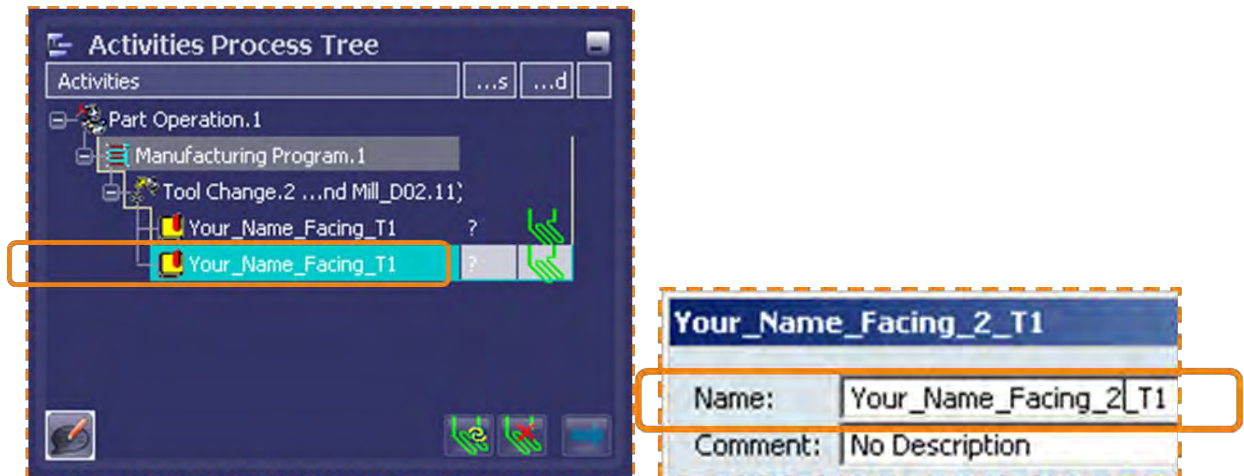 Activities Process Tree
Activities ...s ...d
Part Operation.1
Manufacturing Program.1
Tool Change.2 ...nd Mill_D02.11)
Your_Name_Facing_T1 ?
Your_Name_Facing_T1 ?
Your_Name_Facing_2_T1
Name: Your_Name_Facing_2_T1
Comment: No Description